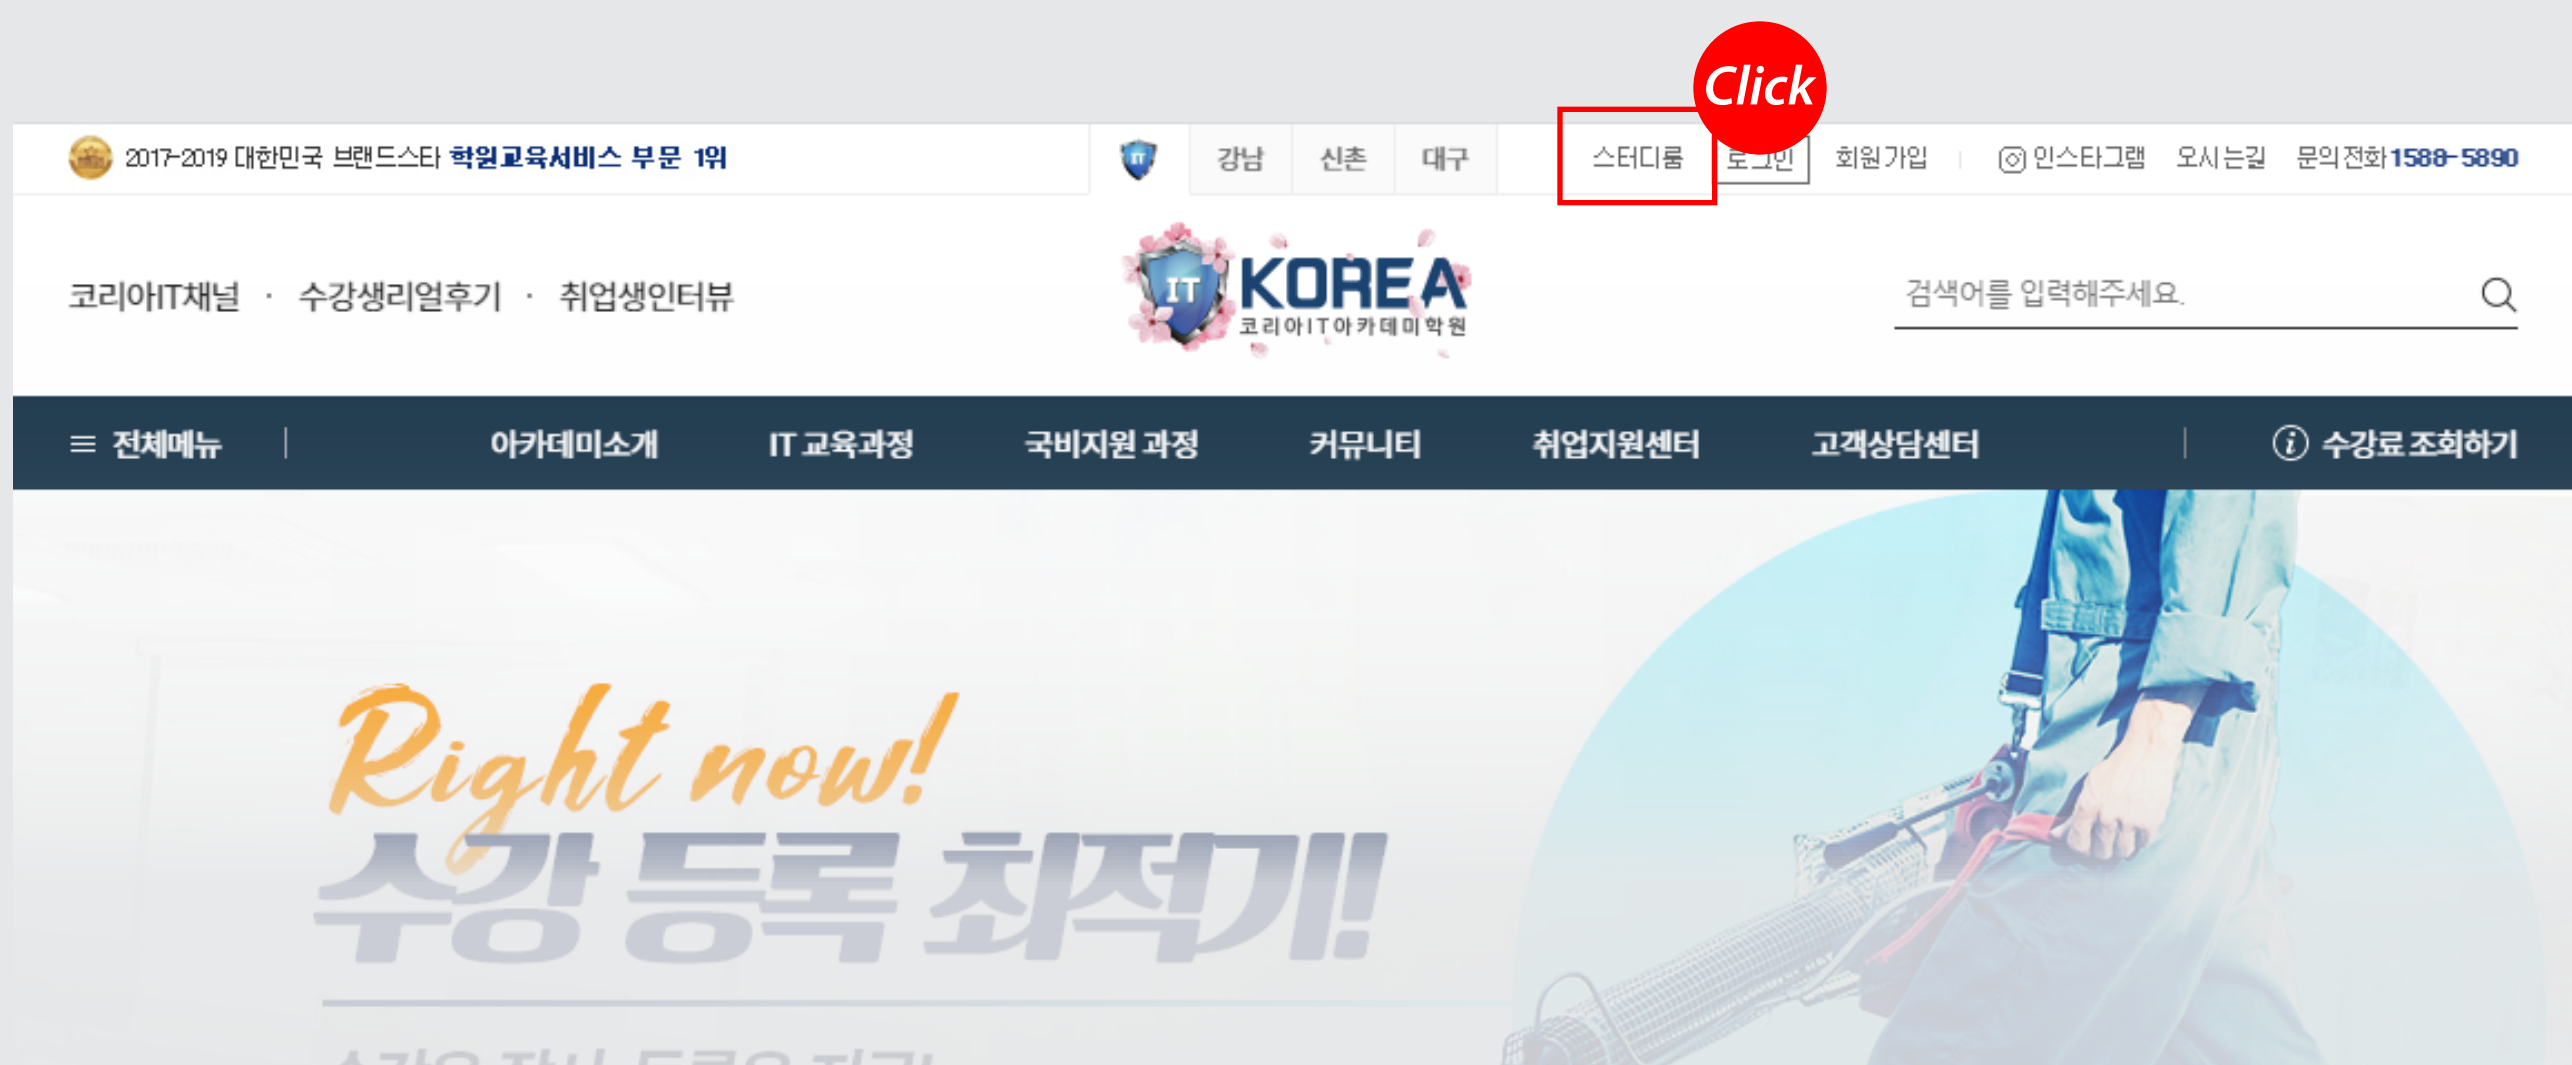 Click
2017-2019 대한민국 브랜드스타 학원교육서비스 부문 1위
IT
강남
신촌
대구
스터디룸
로그인
회원가입
인스타그램
오시는길
문의전화 1588-5890
코리아IT채널 · 수강생리얼후기 · 취업생인터뷰
IT KOREA
코리아IT아카데미학원
검색어를 입력해주세요.
전체메뉴
아카데미소개
IT 교육과정
국비지원 과정
커뮤니티
취업지원센터
고객상담센터
수강료 조회하기
Right now!
수강 등록 최적기!